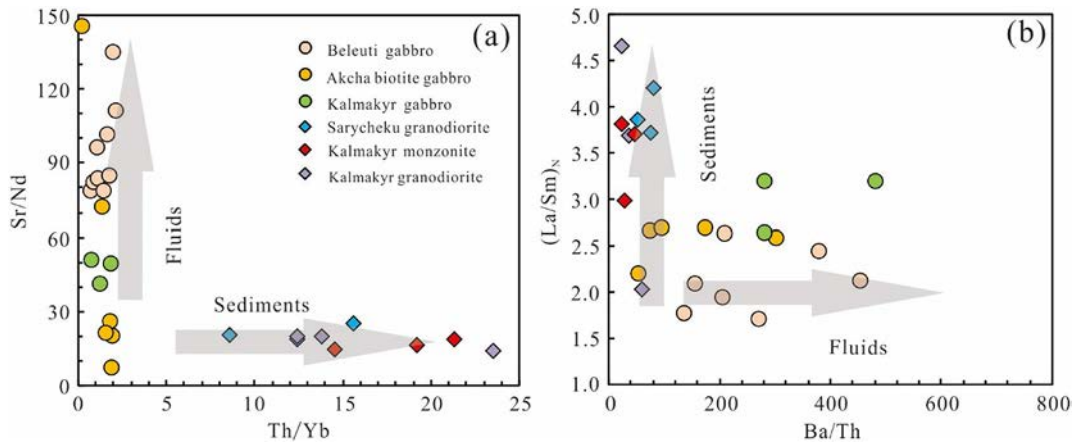 (a)
Sr/Nd
150
120
90
60
30
0
0
5
10
15
20
25
Th/Yb
Beleuti gabbro
Akcha biotite gabbro
Kalmakyr gabbro
Sarycheku granodiorite
Kalmakyr monzonite
Kalmakyr granodiorite
Fluids
Sediments
(b)
(La/Sm)N
5.0
4.5
4.0
3.5
3.0
2.5
2.0
1.5
1.0
0
200
400
600
800
Ba/Th
Sediments
Fluids